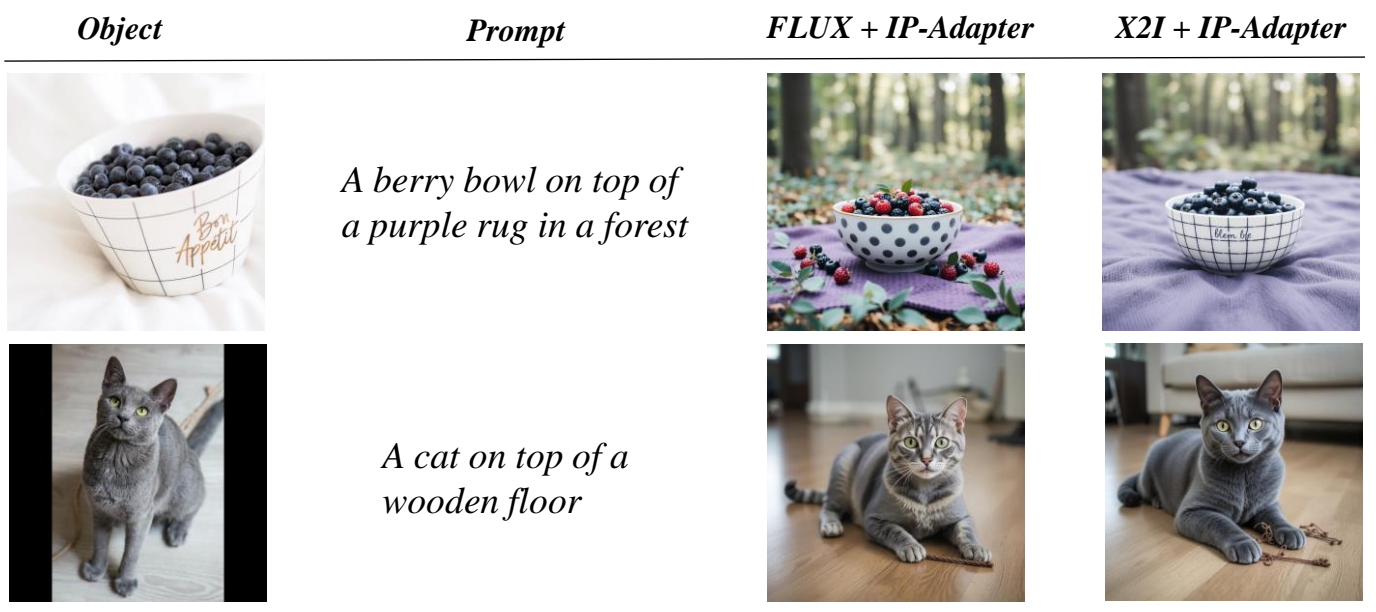 Object Prompt FLUX + IP-Adapter X2I + IP-Adapter
Bon
Appétit
A berry bowl on top of
a purple rug in a forest
A cat on top of a
wooden floor